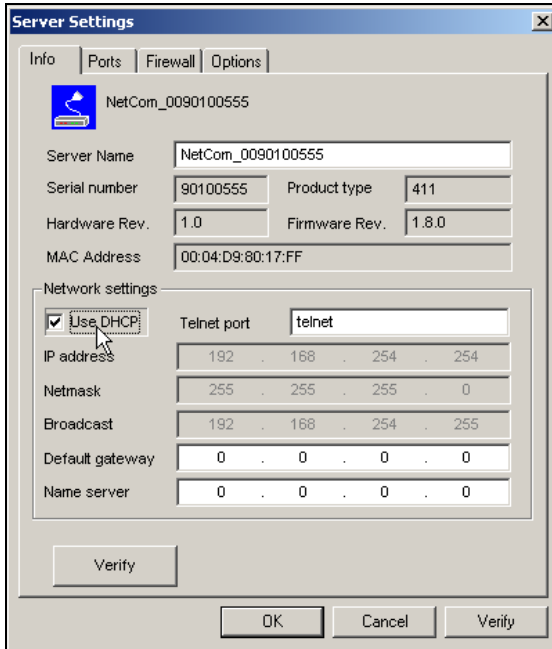 Server Settings
Info Ports Firewall Options
NetCom_0090100555
Server Name NetCom_0090100555
Serial number 90100555 Product type 411
Hardware Rev. 1.0 Firmware Rev. 1.8.0
MAC Address 00:04:D9:80:17:FF
Network settings
Use DHCP Telnet port telnet
IP address 192 . 168 . 254 . 254
Netmask 255 . 255 . 255 . 0
Broadcast 192 . 168 . 254 . 255
Default gateway 0 . 0 . 0 . 0
Name server 0 . 0 . 0 . 0
Verify
OK Cancel Verify